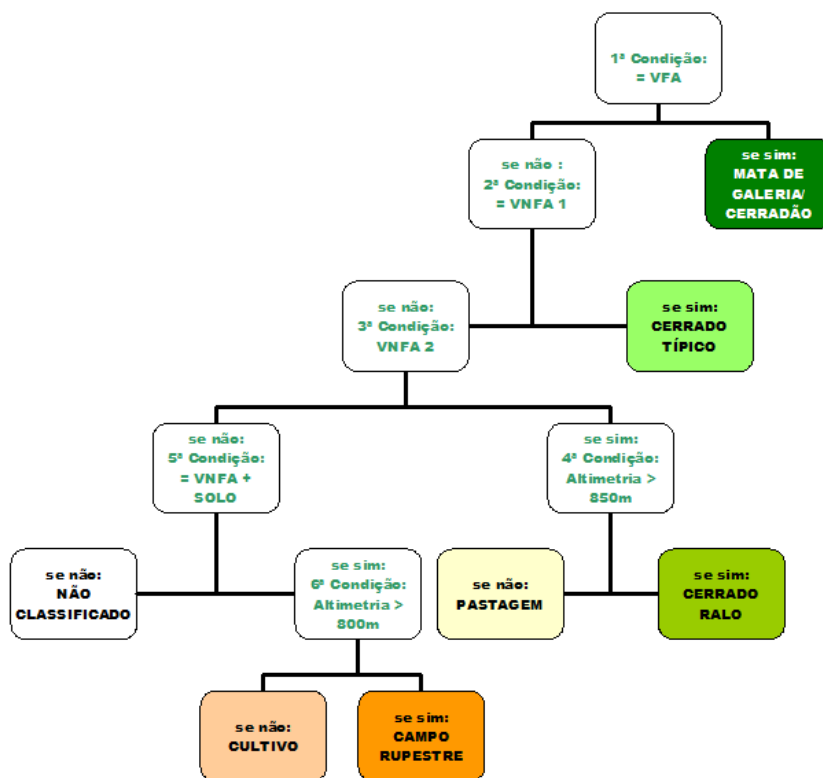 1ª Condição:
= VFA
se não :
2ª Condição:
= VNFA 1
se sim:
MATA DE
GALERIA/
CERRADÃO
se não:
3ª Condição:
VNFA 2
se sim:
CERRADO
TÍPICO
se não:
5ª Condição:
= VNFA +
SOLO
se sim:
4ª Condição:
Altimetria >
850m
se não:
NÃO
CLASSIFICADO
se sim:
6ª Condição:
Altimetria >
800m
se não:
PASTAGEM
se sim:
CERRADO
RALO
se não:
CULTIVO
se sim:
CAMPO
RUPESTRE